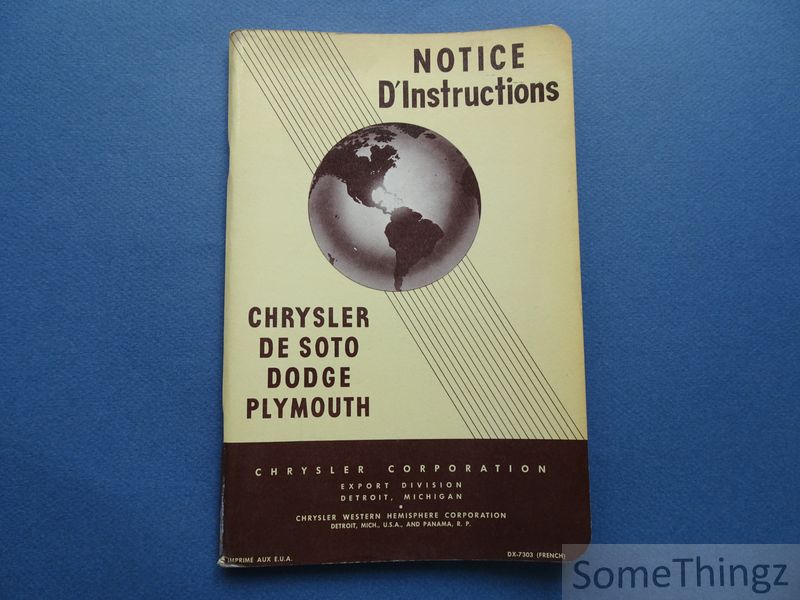 NOTICE
D'Instructions
CHRYSLER
DE SOTO
DODGE
PLYMOUTH
CHRYSLER CORPORATION
EXPORT DIVISION
DETROIT, MICHIGAN
•
CHRYSLER WESTERN HEMISPHERE CORPORATION
DETROIT, MICH., U.S.A., AND PANAMA, R. P.
IMPRIMÉ AUX E.U.A.
DX-7303 (FRENCH)
SomeThingz